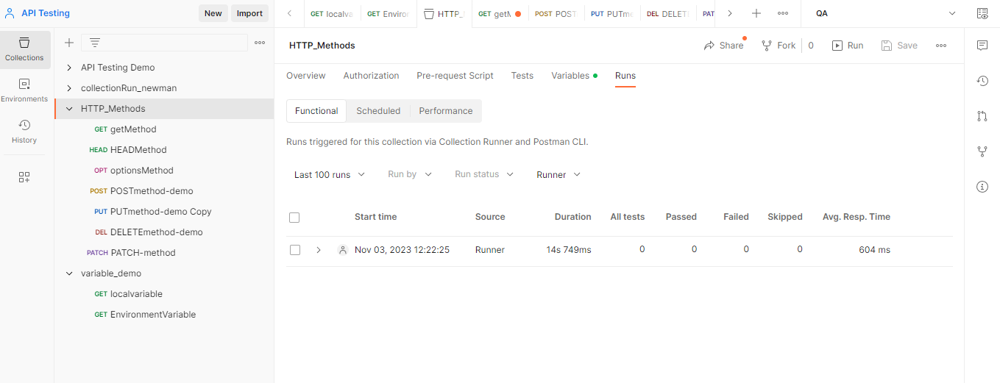 API Testing
New
Import
GET localva
GET Environ
HTTP_
GET getM
POST POST
PUT PUTme
DEL DELET
PAT
QA
Collections
Environments
History
API Testing Demo
collectionRun_newman
HTTP_Methods
GET getMethod
HEAD HEADMethod
OPT optionsMethod
POST POSTmethod-demo
PUT PUTmethod-demo Copy
DEL DELETEmethod-demo
PATCH PATCH-method
variable_demo
GET localvariable
GET EnvironmentVariable
HTTP_Methods
Share
Fork 0
Run
Save
Overview
Authorization
Pre-request Script
Tests
Variables
Runs
Functional
Scheduled
Performance
Runs triggered for this collection via Collection Runner and Postman CLI.
Last 100 runs
Run by
Run status
Runner
Start time Source Duration All tests Passed Failed Skipped Avg. Resp. Time
Nov 03, 2023 12:22:25 Runner 14s 749ms 0 0 0 0 604 ms